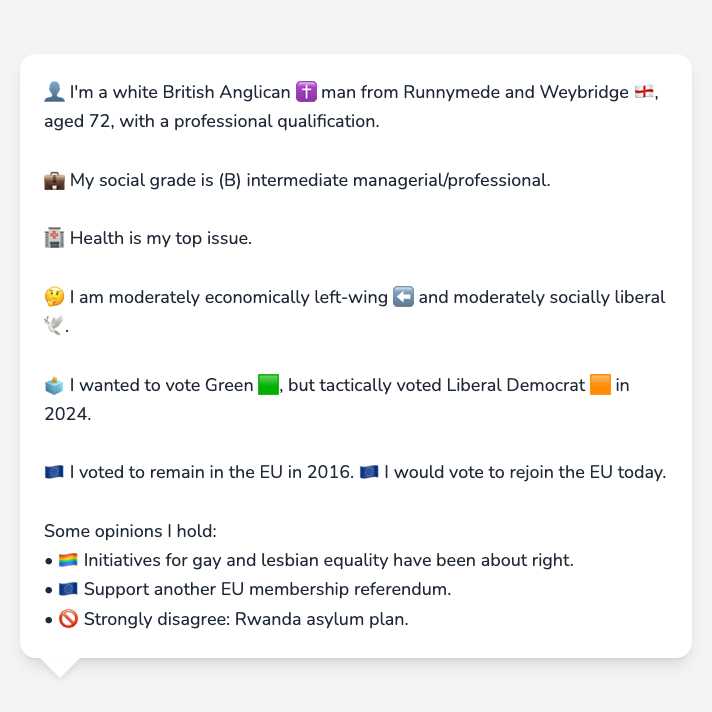 👤 I'm a white British Anglican ✝️ man from Runnymede and Weybridge 🏴󠁧󠁢󠁥󠁮󠁧󠁿,
aged 72, with a professional qualification.
💼 My social grade is (B) intermediate managerial/professional.
🏥 Health is my top issue.
🤔 I am moderately economically left-wing ⬅️ and moderately socially liberal
🕊️.
🗳️ I wanted to vote Green 🟩, but tactically voted Liberal Democrat 🟧 in
2024.
🇪🇺 I voted to remain in the EU in 2016. 🇪🇺 I would vote to rejoin the EU today.
Some opinions I hold:
• 🏳️‍🌈 Initiatives for gay and lesbian equality have been about right.
• 🇪🇺 Support another EU membership referendum.
• 🚫 Strongly disagree: Rwanda asylum plan.